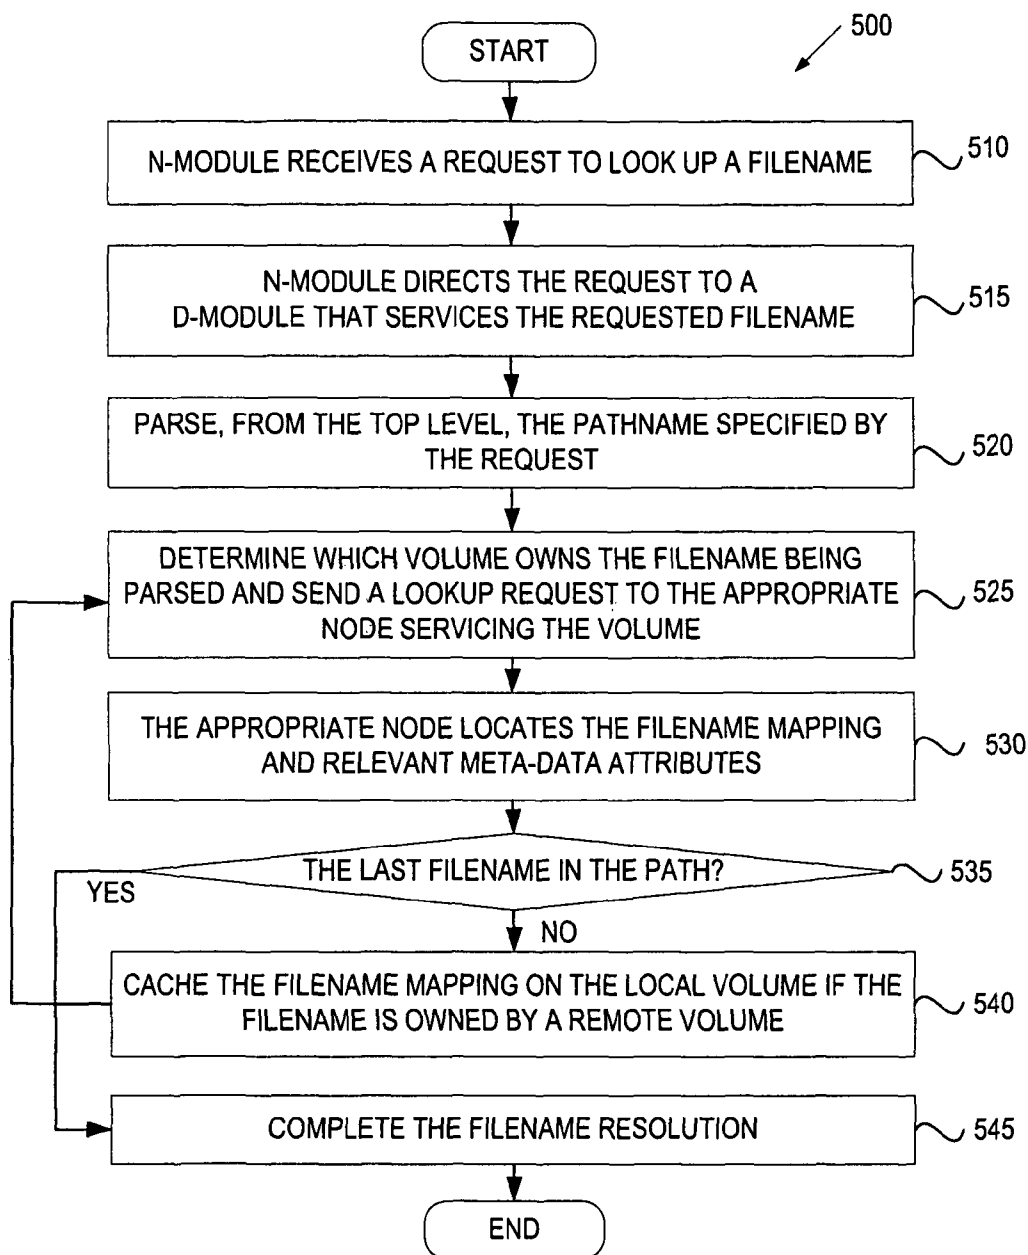 START
500
N-MODULE RECEIVES A REQUEST TO LOOK UP A FILENAME
510
N-MODULE DIRECTS THE REQUEST TO A
D-MODULE THAT SERVICES THE REQUESTED FILENAME
515
PARSE, FROM THE TOP LEVEL, THE PATHNAME SPECIFIED BY
THE REQUEST
520
DETERMINE WHICH VOLUME OWNS THE FILENAME BEING
PARSED AND SEND A LOOKUP REQUEST TO THE APPROPRIATE
NODE SERVICING THE VOLUME
525
THE APPROPRIATE NODE LOCATES THE FILENAME MAPPING
AND RELEVANT META-DATA ATTRIBUTES
530
THE LAST FILENAME IN THE PATH?
535
YES
NO
CACHE THE FILENAME MAPPING ON THE LOCAL VOLUME IF THE
FILENAME IS OWNED BY A REMOTE VOLUME
540
COMPLETE THE FILENAME RESOLUTION
545
END